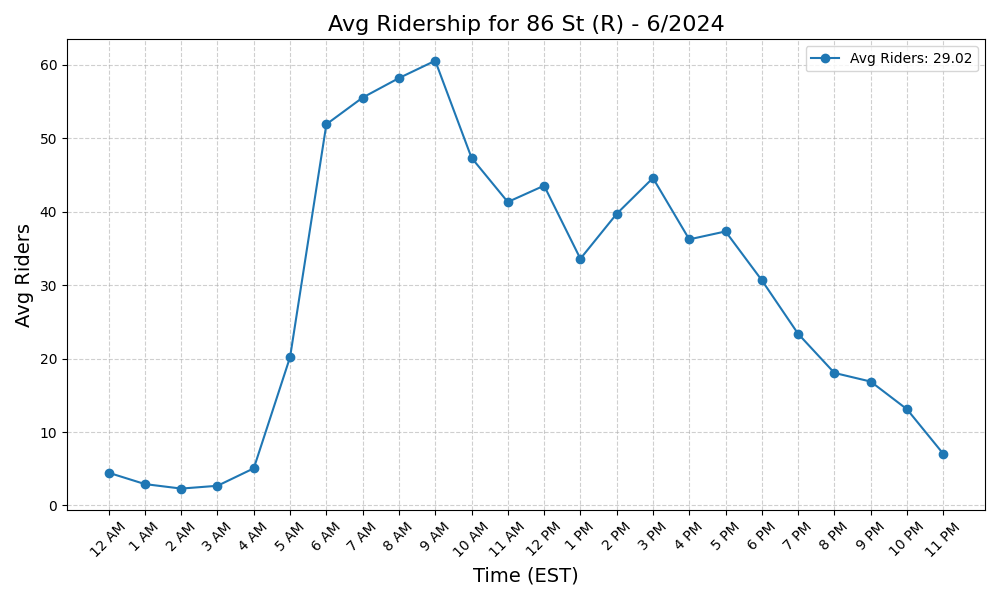 Avg Ridership for 86 St (R) - 6/2024
Avg Riders: 29.02
Avg Riders
60
50
40
30
20
10
0
12 AM
1 AM
2 AM
3 AM
4 AM
5 AM
6 AM
7 AM
8 AM
9 AM
10 AM
11 AM
12 PM
1 PM
2 PM
3 PM
4 PM
5 PM
6 PM
7 PM
8 PM
9 PM
10 PM
11 PM
Time (EST)